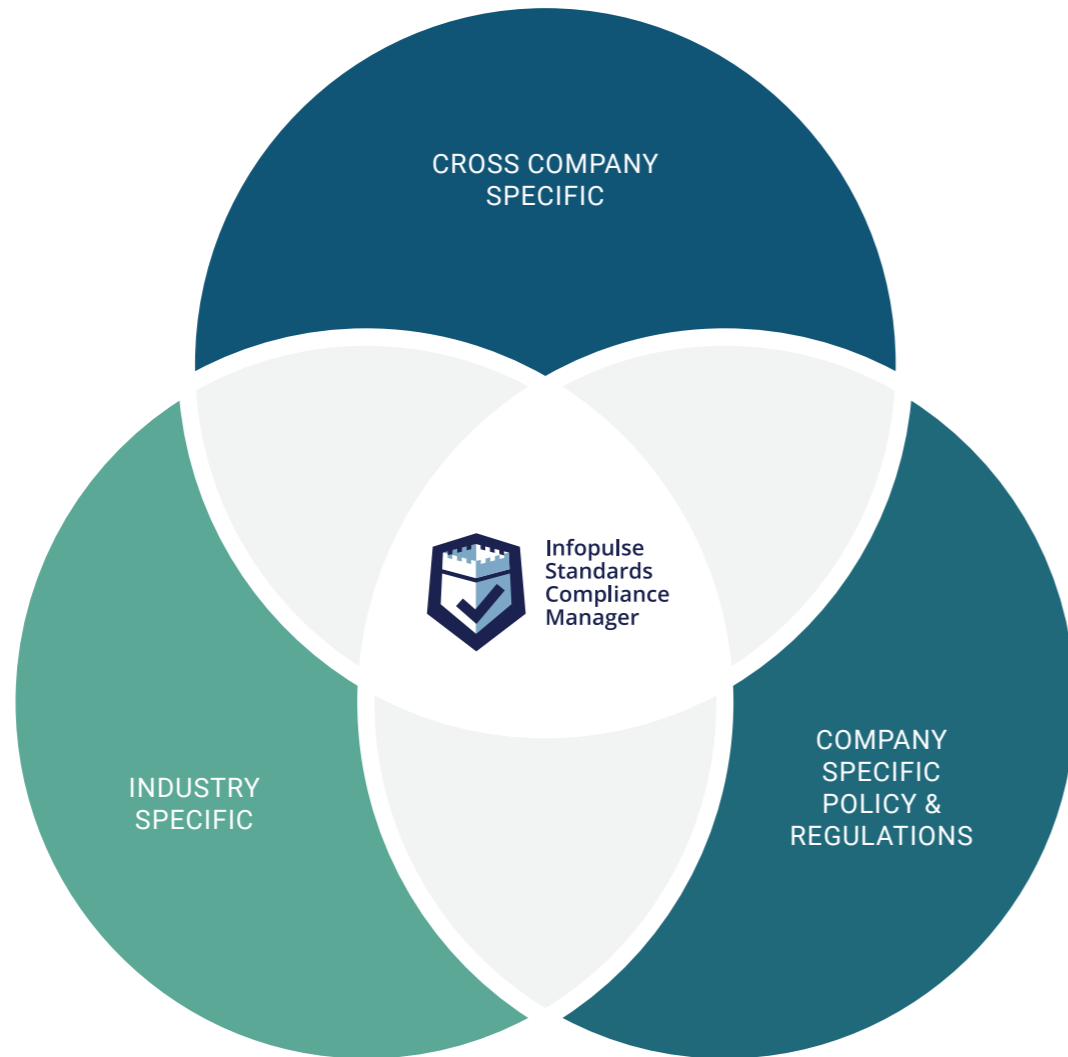 CROSS COMPANY
SPECIFIC
Infopulse
Standards
Compliance
Manager
INDUSTRY
SPECIFIC
COMPANY
SPECIFIC
POLICY &
REGULATIONS